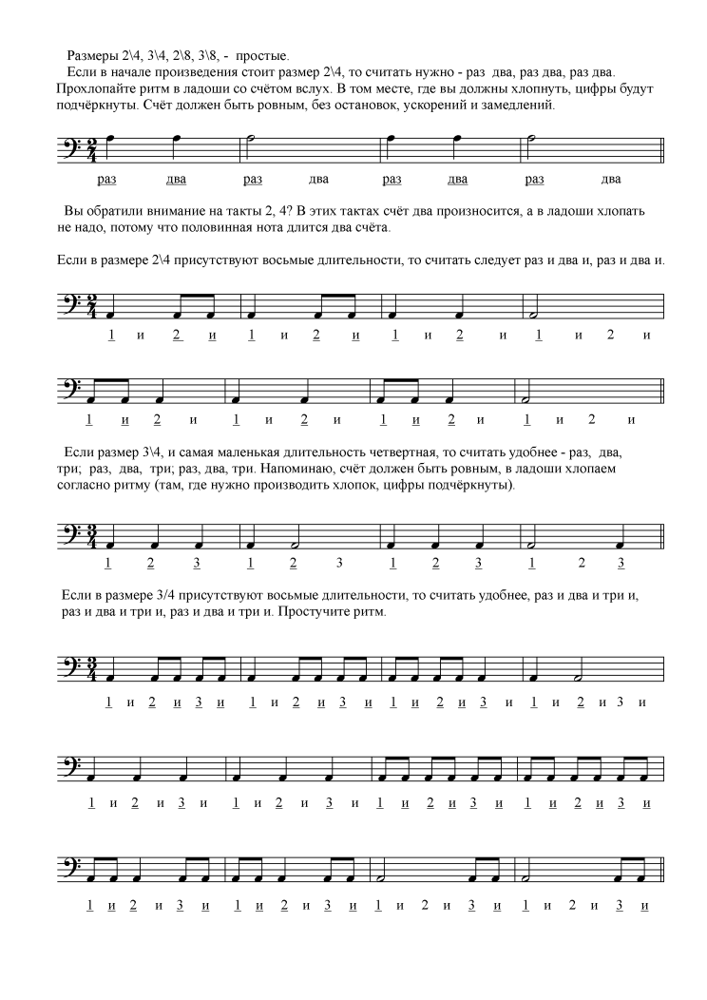 Размеры 2\4, 3\4, 2\8, 3\8, - простые.
Если в начале произведения стоит размер 2\4, то считать нужно - раз два, раз два, раз два.
Прохлопайте ритм в ладоши со счётом вслух. В том месте, где вы должны хлопнуть, цифры будут
подчёркнуты. Счёт должен быть ровным, без остановок, ускорений и замедлений.
2
4
раз два раз два раз два раз два
Вы обратили внимание на такты 2, 4? В этих тактах счёт два произносится, а в ладоши хлопать
не надо, потому что половинная нота длится два счёта.
Если в размере 2\4 присутствуют восьмые длительности, то считать следует раз и два и, раз и два и.
2
4
1 и 2 и 1 и 2 и 1 и 2 и 1 и 2 и
1 и 2 и 1 и 2 и 1 и 2 и 1 и 2 и
Если размер 3\4, и самая маленькая длительность четвертная, то считать удобнее - раз, два,
три; раз, два, три; раз, два, три. Напоминаю, счёт должен быть ровным, в ладоши хлопаем
согласно ритму (там, где нужно производить хлопок, цифры подчёркнуты).
3
4
1 2 3 1 2 3 1 2 3 1 2 3
Если в размере 3/4 присутствуют восьмые длительности, то считать удобнее, раз и два и три и,
раз и два и три и, раз и два и три и. Простучите ритм.
3
4
1 и 2 и 3 и 1 и 2 и 3 и 1 и 2 и 3 и 1 и 2 и 3 и
1 и 2 и 3 и 1 и 2 и 3 и 1 и 2 и 3 и 1 и 2 и 3 и
1 и 2 и 3 и 1 и 2 и 3 и 1 и 2 и 3 и 1 и 2 и 3 и